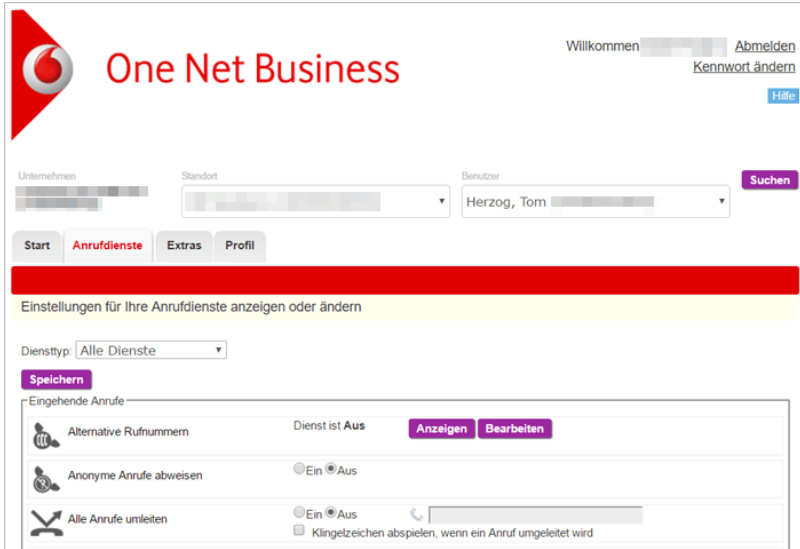 Willkommen Abmelden
One Net Business
Kennwort ändern
Hilfe
Unternehmen Standort Benutzer
Herzog, Tom Suchen
Start Anrufdienste Extras Profil
Einstellungen für Ihre Anrufdienste anzeigen oder ändern
Diensttyp: Alle Dienste
Speichern
Eingehende Anrufe
Alternative Rufnummern Dienst ist Aus Anzeigen Bearbeiten
Anonyme Anrufe abweisen Ein Aus
Alle Anrufe umleiten Ein Aus
Klingelzeichen abspielen, wenn ein Anruf umgeleitet wird